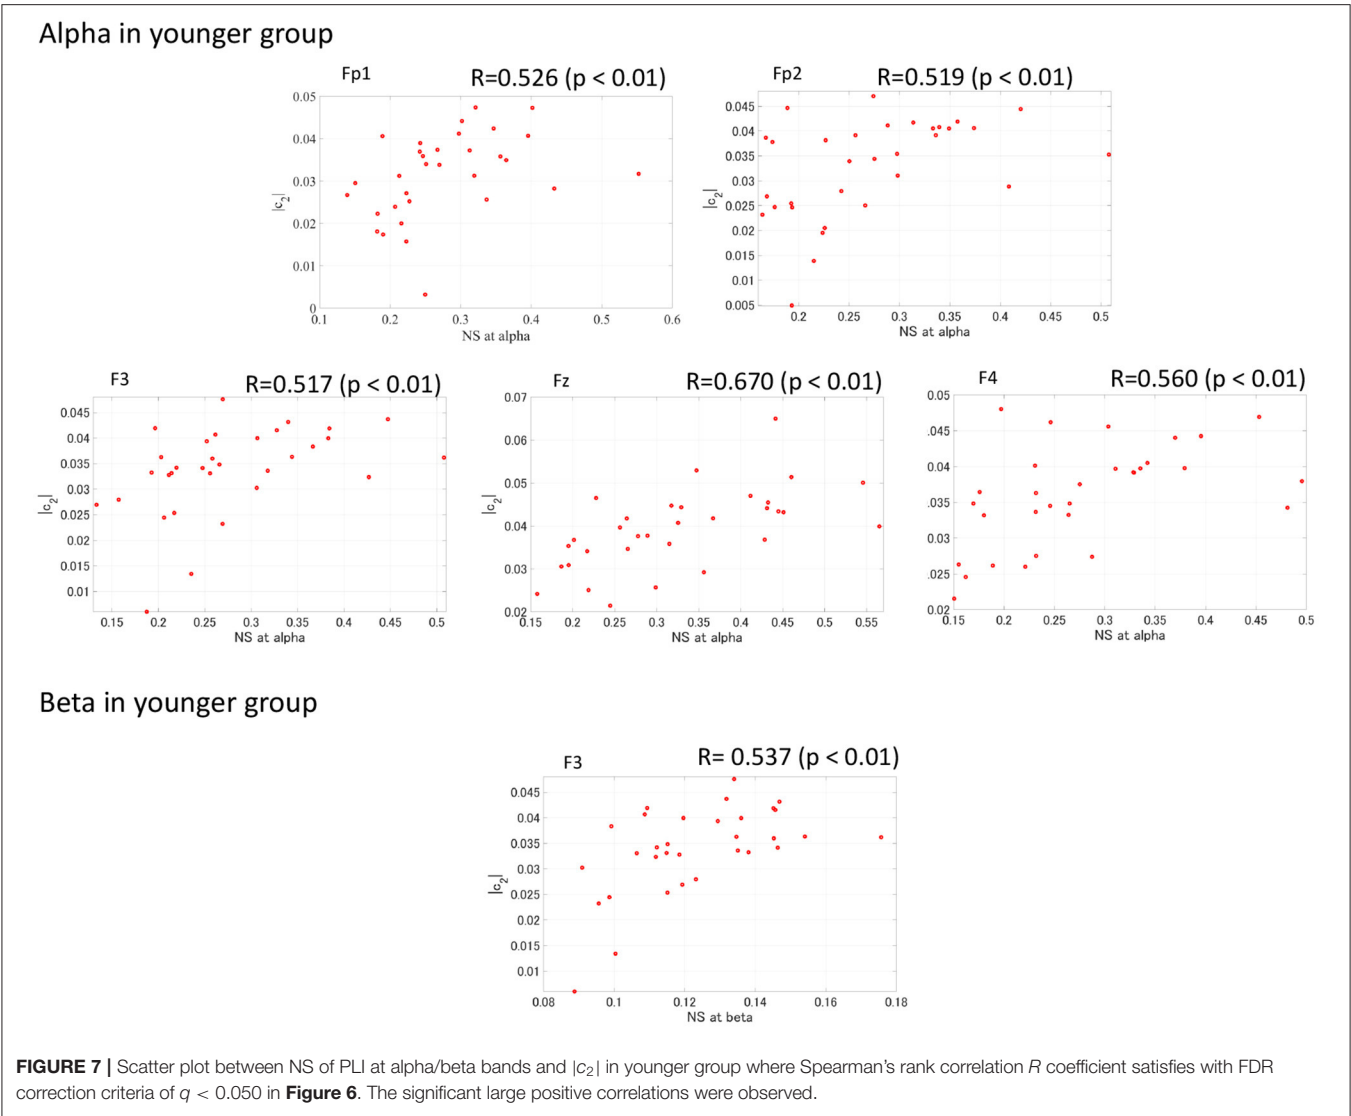 Alpha in younger group
Fp1 R=0.526 (p < 0.01)
0.05
0.04
0.03
0.02
0.01
0
|c2|
0.1 0.2 0.3 0.4 0.5 0.6
NS at alpha
Fp2 R=0.519 (p < 0.01)
0.045
0.04
0.035
0.03
0.025
0.02
0.015
0.01
0.005
|c2|
0.2 0.25 0.3 0.35 0.4 0.45 0.5
NS at alpha
F3 R=0.517 (p < 0.01)
0.045
0.04
0.035
0.03
0.025
0.02
0.015
0.01
|c2|
0.15 0.2 0.25 0.3 0.35 0.4 0.45 0.5
NS at alpha
Fz R=0.670 (p < 0.01)
0.07
0.06
0.05
0.04
0.03
0.02
|c2|
0.15 0.2 0.25 0.3 0.35 0.4 0.45 0.5 0.55
NS at alpha
F4 R=0.560 (p < 0.01)
0.05
.045
0.04
.035
0.03
.025
0.02
|c2|
0.15 0.2 0.25 0.3 0.35 0.4 0.45 0.5
NS at alpha
Beta in younger group
F3 R= 0.537 (p < 0.01)
0.045
0.04
0.035
0.03
0.025
0.02
0.015
0.01
|c2|
0.08 0.1 0.12 0.14 0.16 0.18
NS at beta
FIGURE 7 | Scatter plot between NS of PLI at alpha/beta bands and |c2| in younger group where Spearman's rank correlation R coefficient satisfies with FDR
correction criteria of q < 0.050 in Figure 6. The significant large positive correlations were observed.